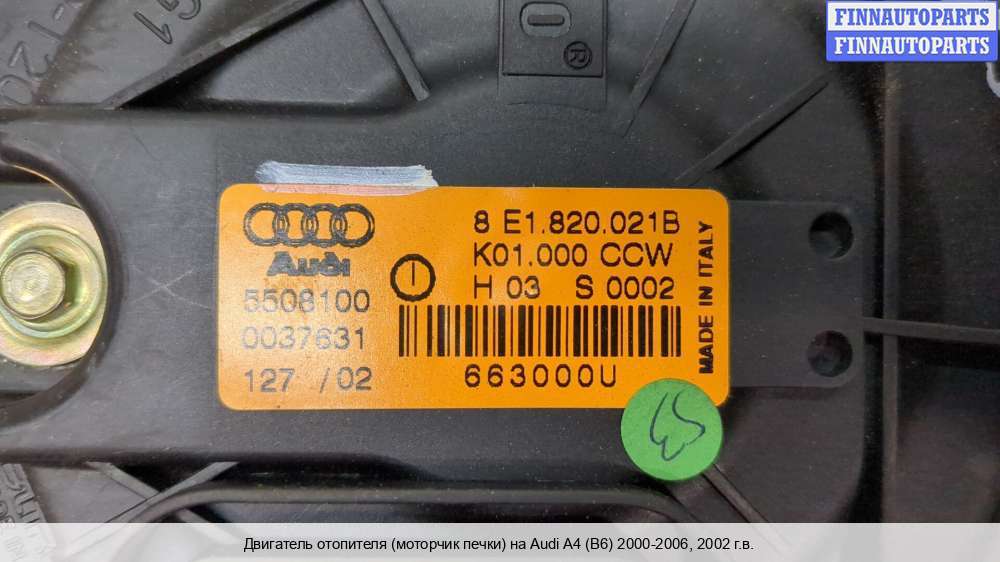 FINNAUTOPARTS
FINNAUTOPARTS
®
Audi
8 E1.820.021B
K01.000 CCW
H 03 S 0002
5508100
0037631
127 / 02
663000U
MADE IN ITALY
Двигатель отопителя (моторчик печки) на Audi A4 (B6) 2000-2006, 2002 г.в.